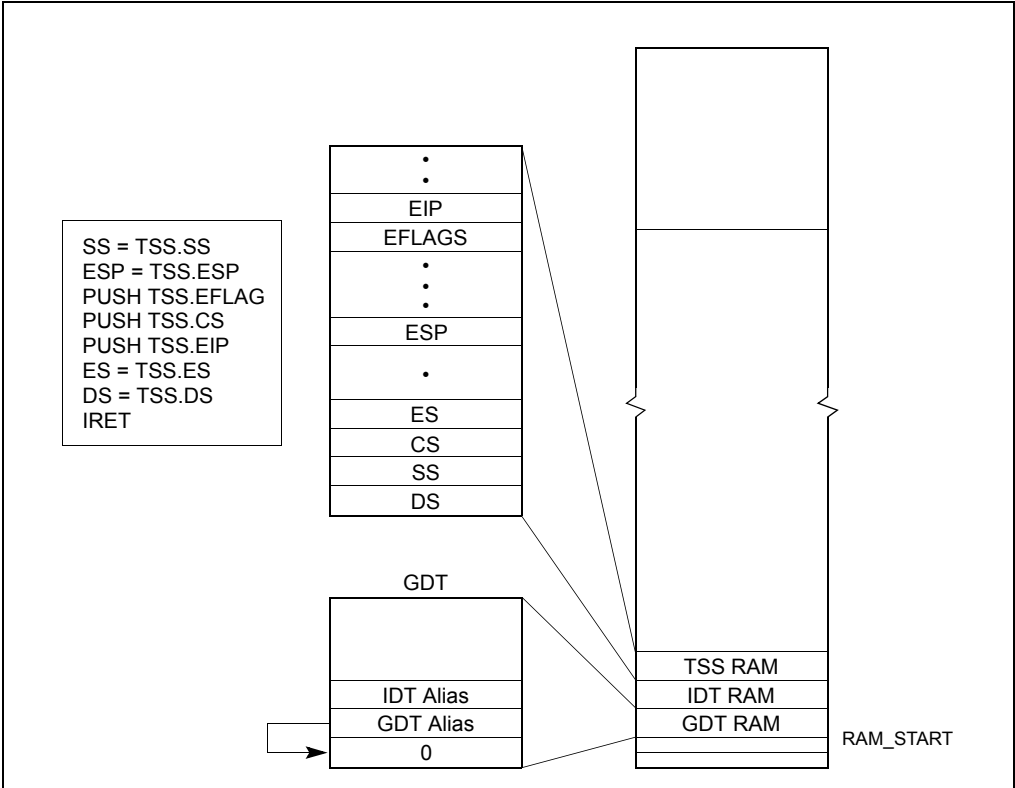 SS = TSS.SS
ESP = TSS.ESP
PUSH TSS.EFLAG
PUSH TSS.CS
PUSH TSS.EIP
ES = TSS.ES
DS = TSS.DS
IRET
EIP
EFLAGS
ESP
ES
CS
SS
DS
GDT
IDT Alias
GDT Alias
0
TSS RAM
IDT RAM
GDT RAM
RAM_START